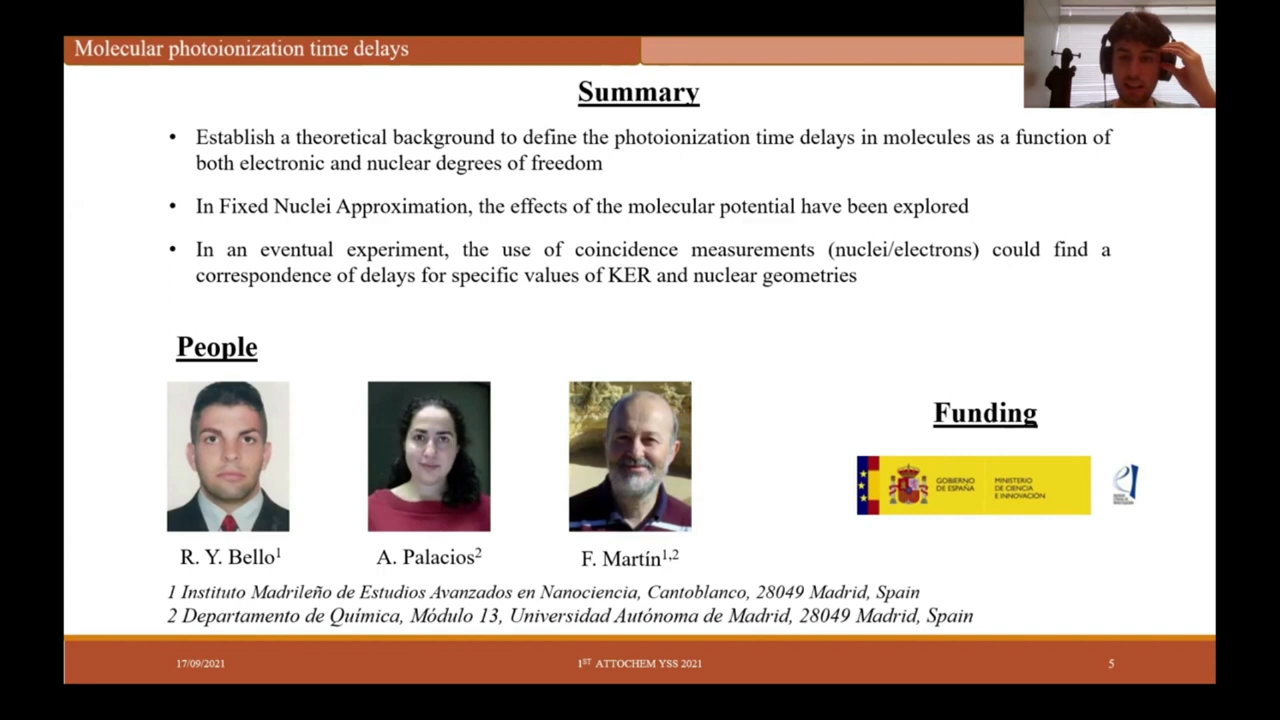 Molecular photoionization time delays
Summary
• Establish a theoretical background to define the photoionization time delays in molecules as a function of
both electronic and nuclear degrees of freedom
• In Fixed Nuclei Approximation, the effects of the molecular potential have been explored
• In an eventual experiment, the use of coincidence measurements (nuclei/electrons) could find a
correspondence of delays for specific values of KER and nuclear geometries
People
Funding
GOBIERNO
DE ESPAÑA
MINISTERIO
DE CIENCIA
E INNOVACIÓN
R. Y. Bello¹
A. Palacios²
F. Martín¹,²
1 Instituto Madrileño de Estudios Avanzados en Nanociencia, Cantoblanco, 28049 Madrid, Spain
2 Departamento de Química, Módulo 13, Universidad Autónoma de Madrid, 28049 Madrid, Spain
17/09/2021
1ST ATTOCHEM YSS 2021
5